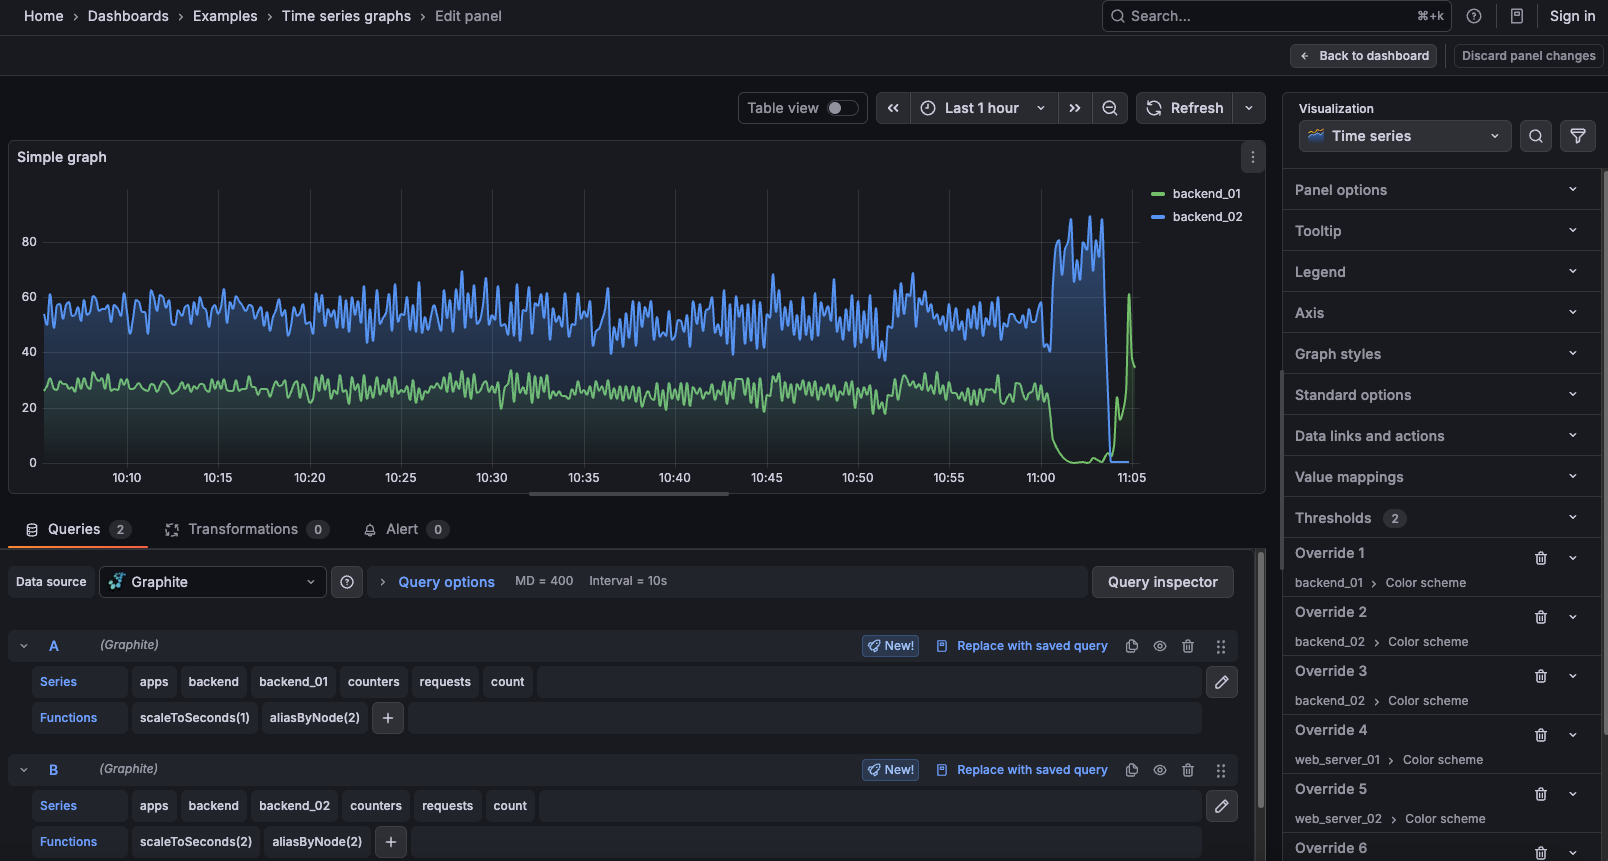 Home › Dashboards › Examples › Time series graphs › Edit panel
Search... ⌘+k
Sign in
Back to dashboard
Discard panel changes
Table view
Last 1 hour
Refresh
Simple graph
backend_01
backend_02
80
60
40
20
0
10:10 10:15 10:20 10:25 10:30 10:35 10:40 10:45 10:50 10:55 11:00 11:05
Queries 2
Transformations 0
Alert 0
Data source
Graphite
Query options MD = 400 Interval = 10s
Query inspector
A (Graphite) New! Replace with saved query
Series apps backend backend_01 counters requests count
Functions scaleToSeconds(1) aliasByNode(2) +
B (Graphite) New! Replace with saved query
Series apps backend backend_02 counters requests count
Functions scaleToSeconds(2) aliasByNode(2) +
Visualization
Time series
Panel options
Tooltip
Legend
Axis
Graph styles
Standard options
Data links and actions
Value mappings
Thresholds 2
Override 1
backend_01 › Color scheme
Override 2
backend_02 › Color scheme
Override 3
backend_02 › Color scheme
Override 4
web_server_01 › Color scheme
Override 5
web_server_02 › Color scheme
Override 6